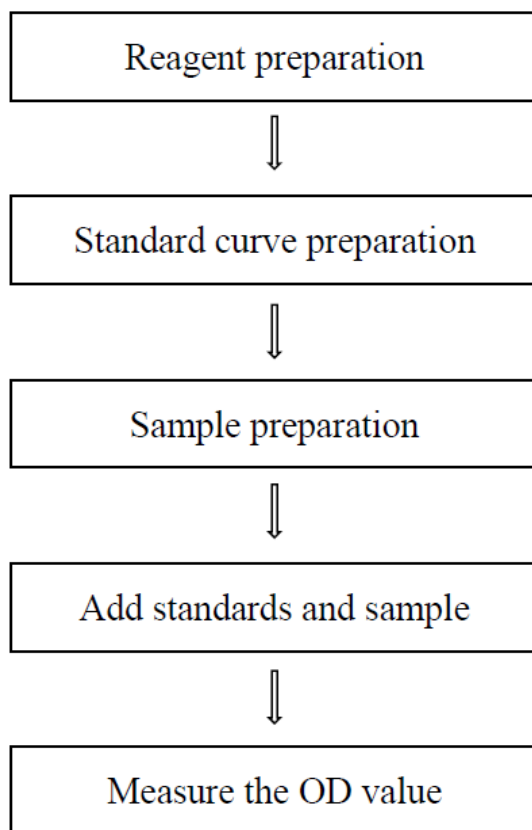 Reagent preparation
Standard curve preparation
Sample preparation
Add standards and sample
Measure the OD value